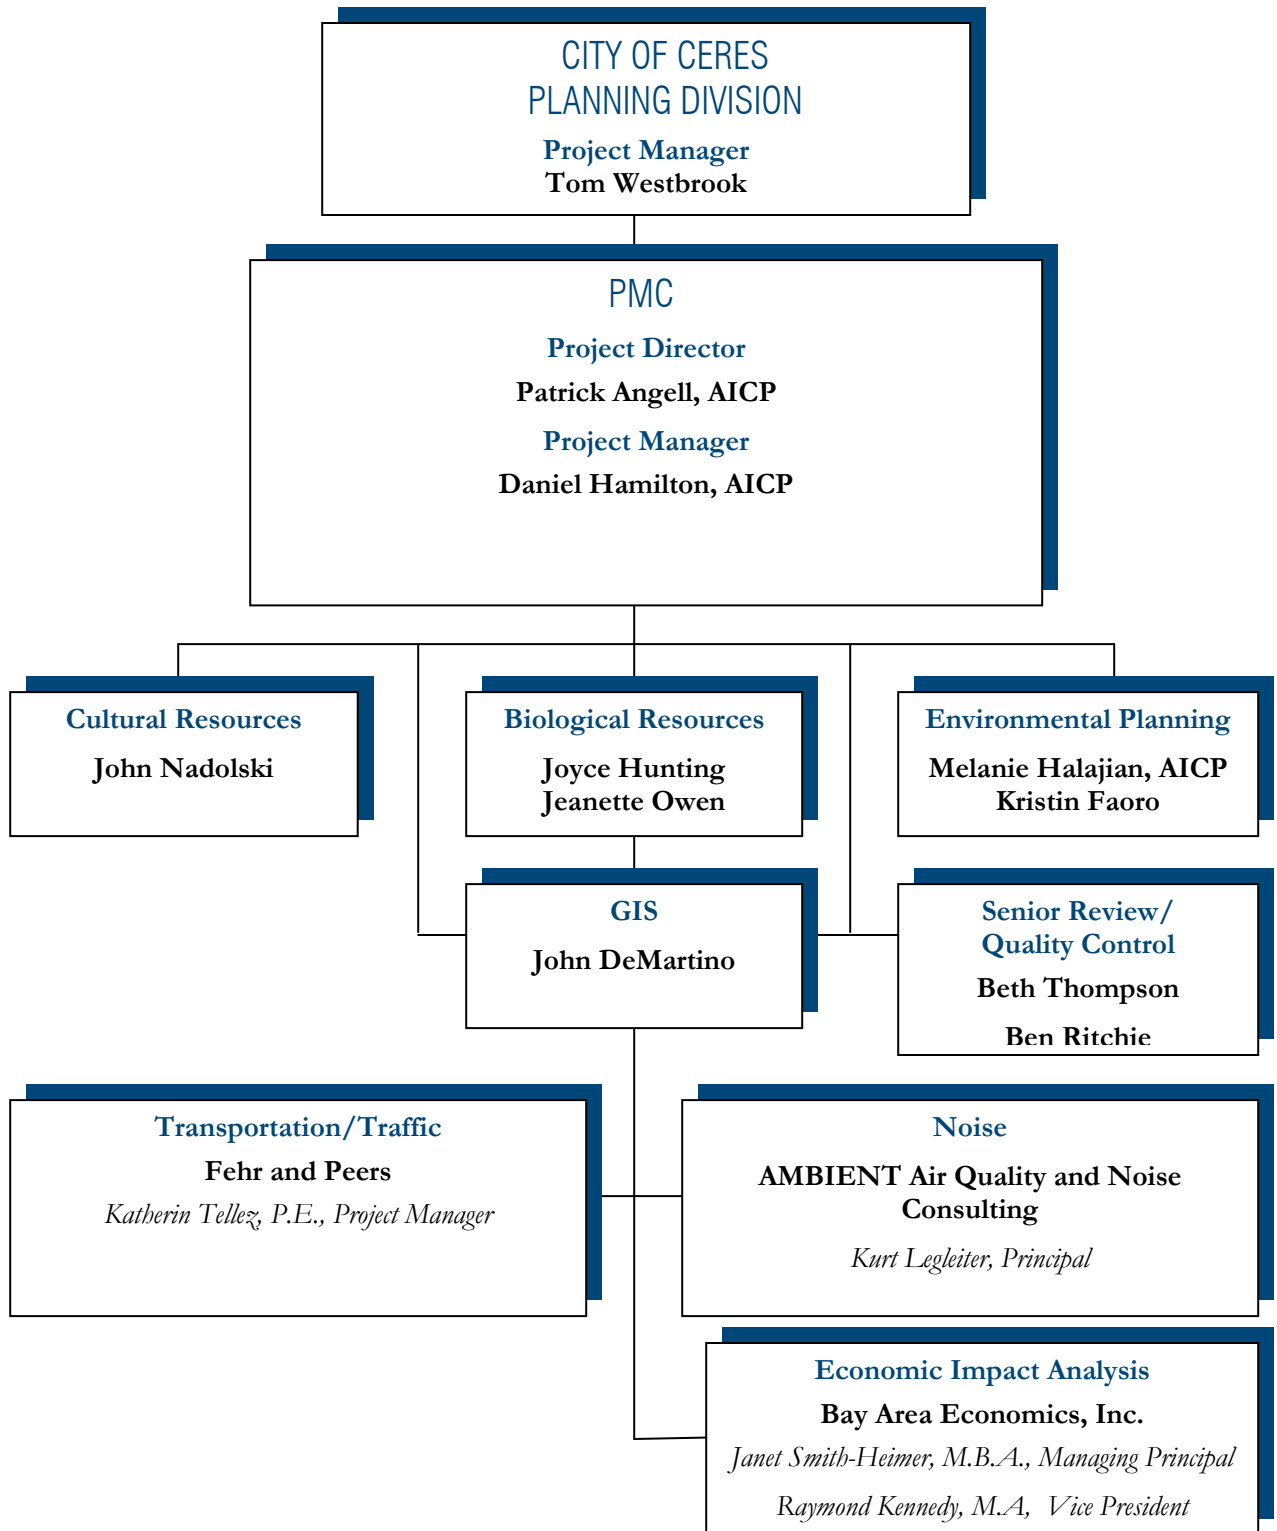 CITY OF CERES
PLANNING DIVISION
Project Manager
Tom Westbrook
PMC
Project Director
Patrick Angell, AICP
Project Manager
Daniel Hamilton, AICP
Cultural Resources
John Nadolski
Biological Resources
Joyce Hunting
Jeanette Owen
Environmental Planning
Melanie Halajian, AICP
Kristin Faoro
GIS
John DeMartino
Senior Review/
Quality Control
Beth Thompson
Ben Ritchie
Transportation/Traffic
Fehr and Peers
Katherin Tellez, P.E., Project Manager
Noise
AMBIENT Air Quality and Noise
Consulting
Kurt Legleiter, Principal
Economic Impact Analysis
Bay Area Economics, Inc.
Janet Smith-Heimer, M.B.A., Managing Principal
Raymond Kennedy, M.A, Vice President